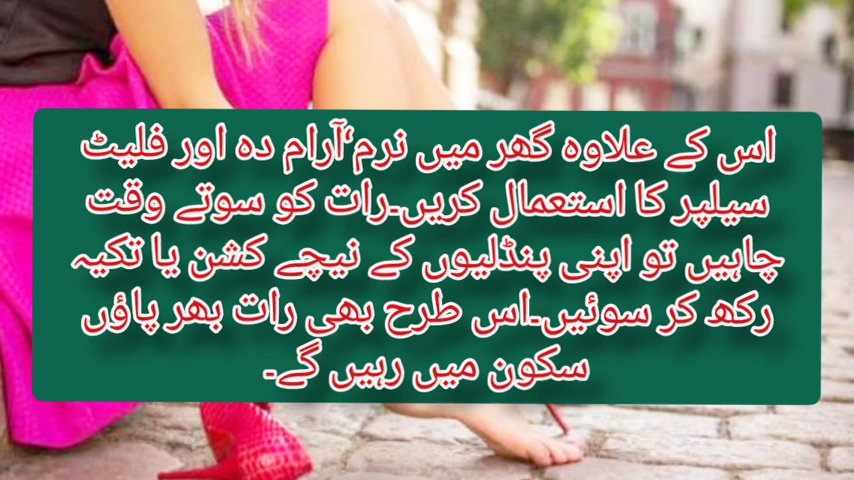 اس کے علاوہ گھر میں نرم،آرام دہ اور فلیٹ
سیلپر کا استعمال کریں۔رات کو سوتے وقت
چاہیں تو اپنی پنڈلیوں کے نیچے کشن یا تکیہ
رکھ کر سوئیں۔اس طرح بھی رات بھر پاؤں
سکون میں رہیں گے۔